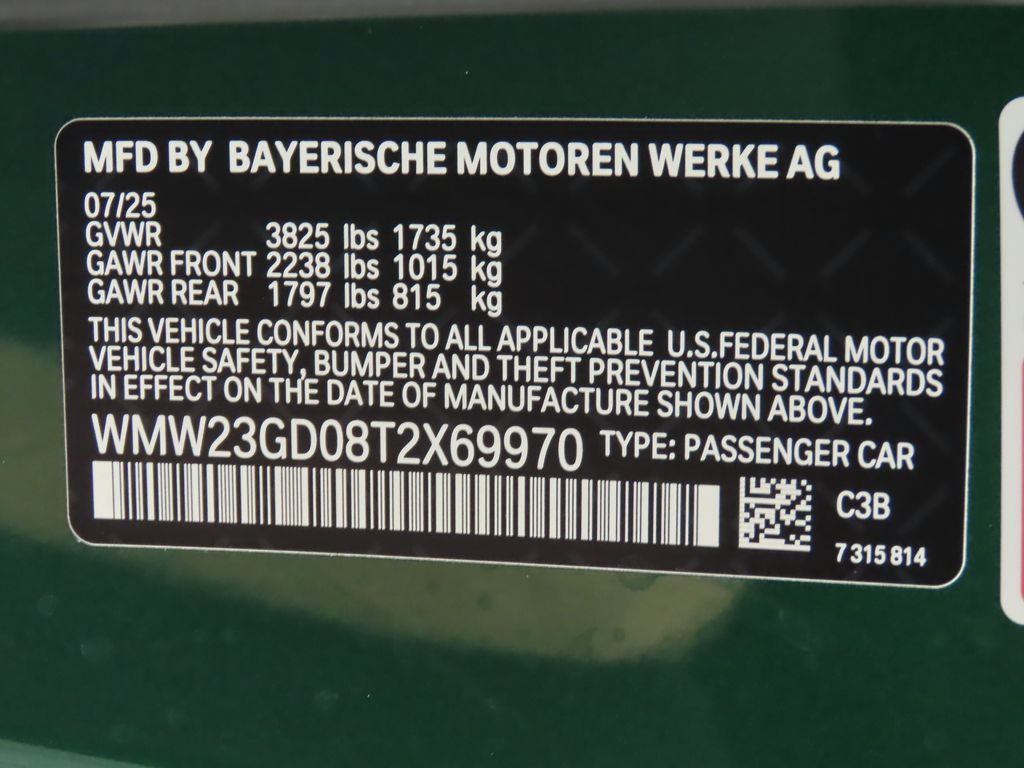 MFD BY BAYERISCHE MOTOREN WERKE AG
07/25
GVWR 3825 lbs 1735 kg
GAWR FRONT 2238 lbs 1015 kg
GAWR REAR 1797 lbs 815 kg
THIS VEHICLE CONFORMS TO ALL APPLICABLE U.S.FEDERAL MOTOR
VEHICLE SAFETY, BUMPER AND THEFT PREVENTION STANDARDS
IN EFFECT ON THE DATE OF MANUFACTURE SHOWN ABOVE.
WMW23GD08T2X69970 TYPE: PASSENGER CAR
C3B
7 315 814